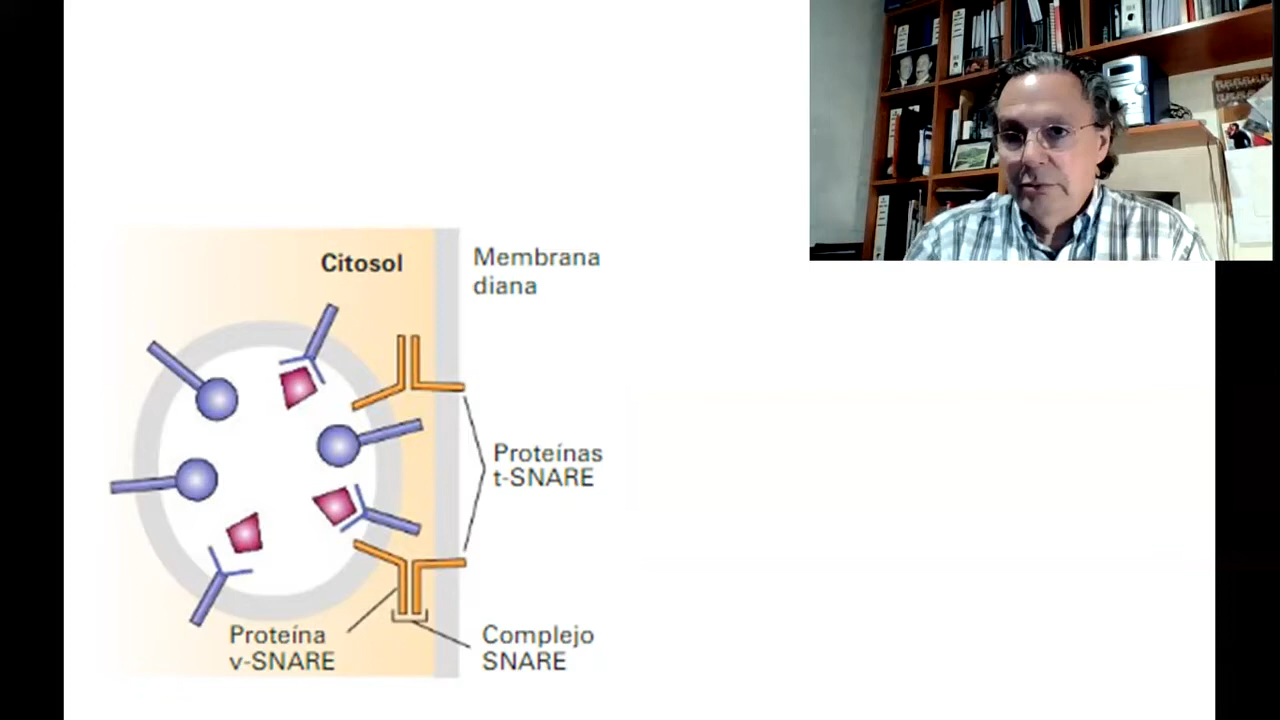 Citosol
Membrana
diana
Proteínas
t-SNARE
Proteína
v-SNARE
Complejo
SNARE